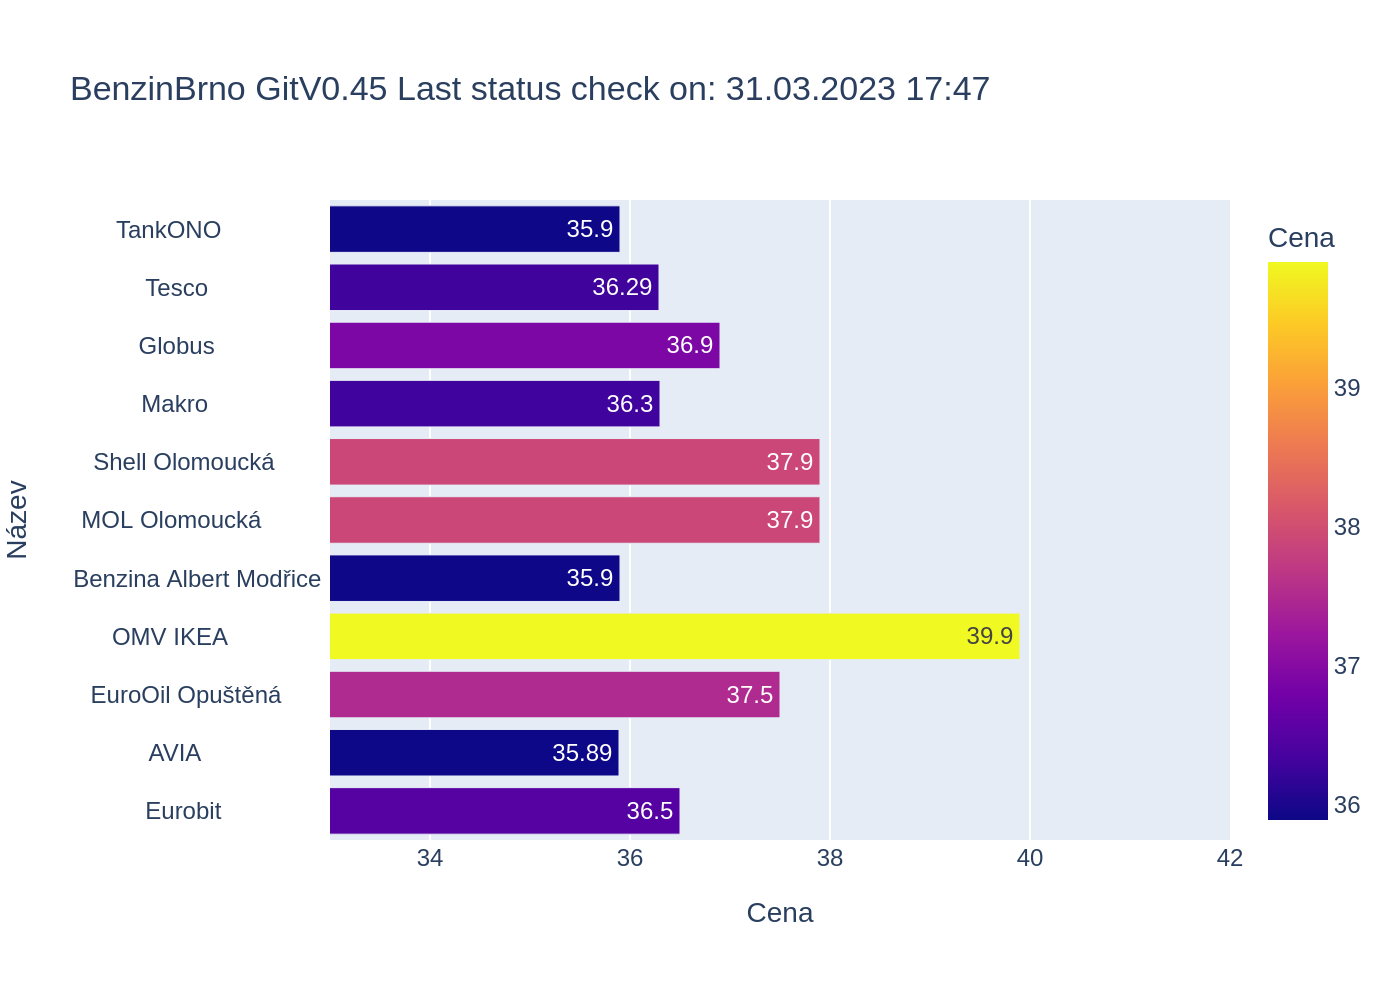 BenzinBrno GitV0.45 Last status check on: 31.03.2023 17:47
Cena
TankONO 35.9
Tesco 36.29
Globus 36.9
Makro 36.3
Shell Olomoucká 37.9
MOL Olomoucká 37.9
Benzina Albert Modřice 35.9
OMV IKEA 39.9
EuroOil Opuštěná 37.5
AVIA 35.89
Eurobit 36.5
Název
39
38
37
36
34 36 38 40 42
Cena